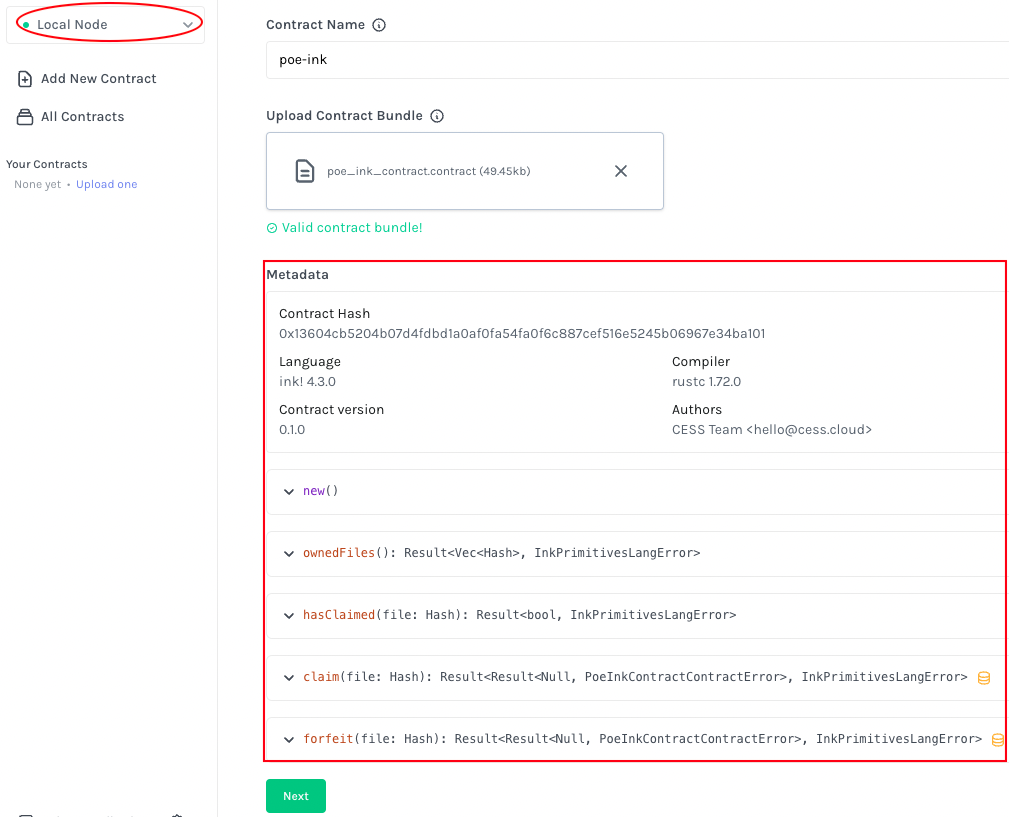 Local Node
Add New Contract
All Contracts
Your Contracts
None yet • Upload one
Contract Name
poe-ink
Upload Contract Bundle
poe_ink_contract.contract (49.45kb)
Valid contract bundle!
Metadata
Contract Hash
0x13604cb5204b07d4fdbd1a0af0fa54fa0f6c887cef516e5245b06967e34ba101
Language
ink! 4.3.0
Compiler
rustc 1.72.0
Contract version
0.1.0
Authors
CESS Team <hello@cess.cloud>
new()
ownedFiles(): Result<Vec<Hash>, InkPrimitivesLangError>
hasClaimed(file: Hash): Result<bool, InkPrimitivesLangError>
claim(file: Hash): Result<Result<Null, PoeInkContractContractError>, InkPrimitivesLangError>
forfeit(file: Hash): Result<Result<Null, PoeInkContractContractError>, InkPrimitivesLangError>
Next